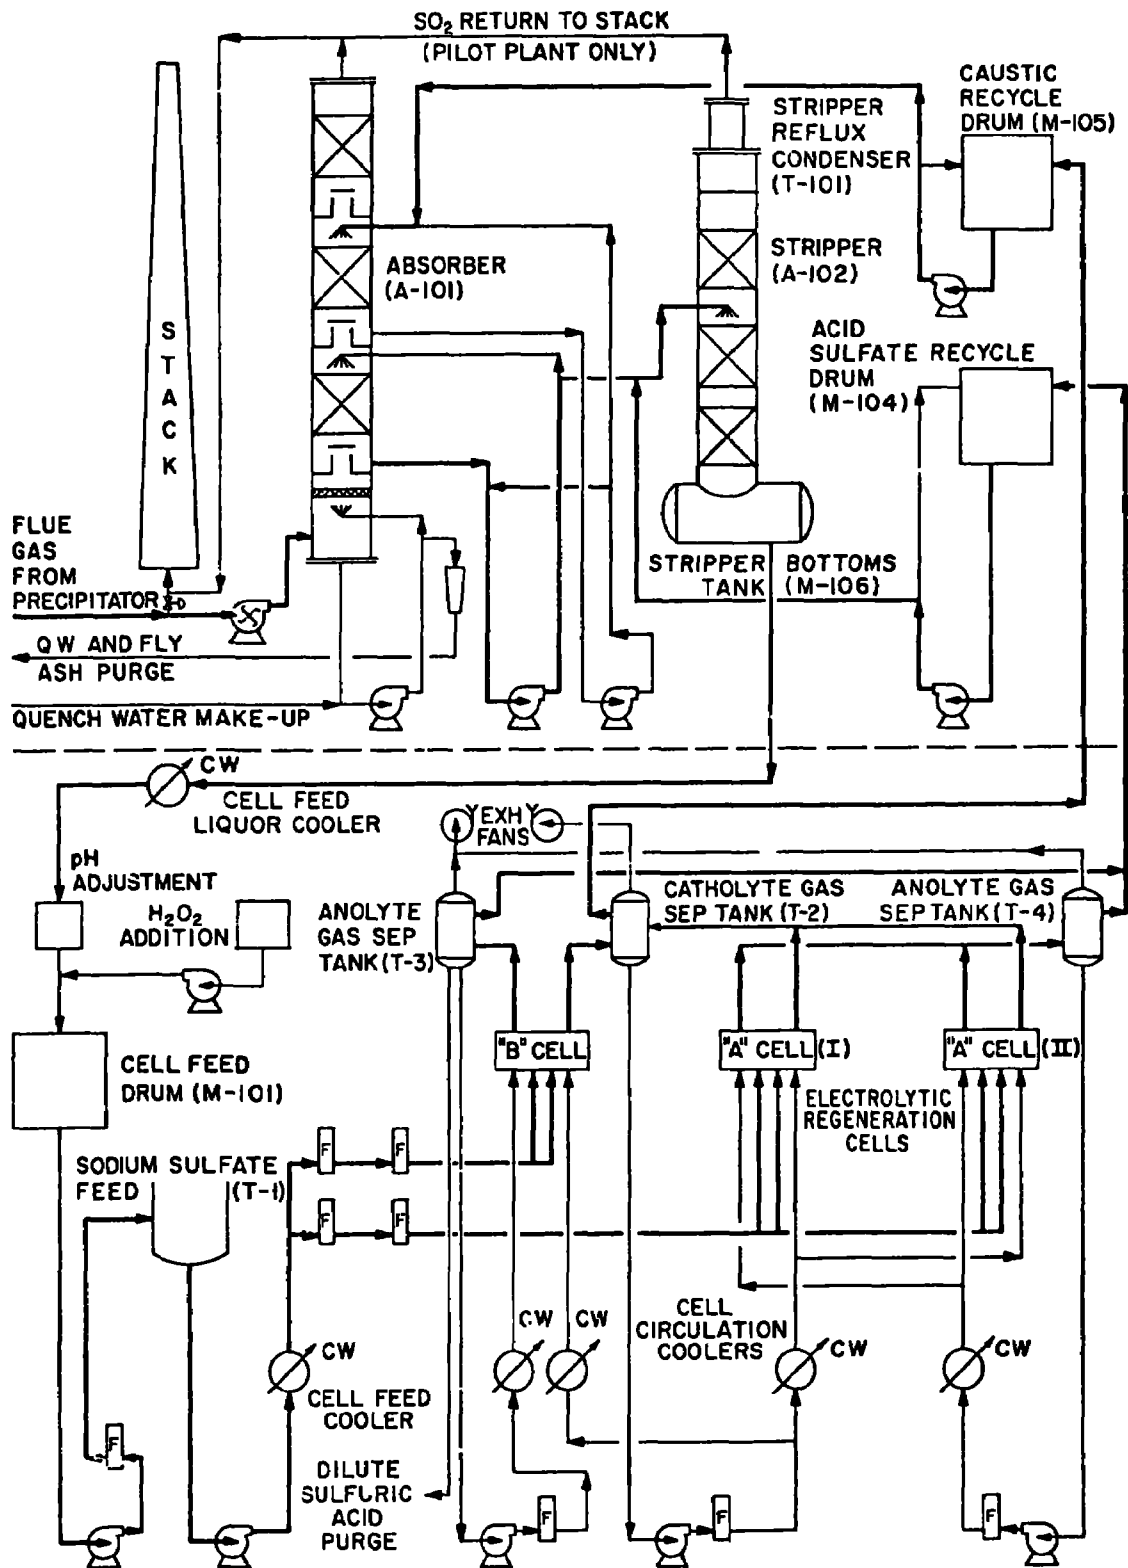 SO₂ RETURN TO STACK
(PILOT PLANT ONLY)
CAUSTIC
RECYCLE
DRUM (M-105)
STRIPPER
REFLUX
CONDENSER
(T-101)
STRIPPER
(A-102)
ABSORBER
(A-101)
STACK
ACID
SULFATE RECYCLE
DRUM
(M-104)
FLUE
GAS
FROM
PRECIPITATOR
STRIPPER BOTTOMS
TANK (M-106)
QW AND FLY
ASH PURGE
QUENCH WATER MAKE-UP
CW
CELL FEED
LIQUOR COOLER
EXH
FANS
pH
ADJUSTMENT
H₂O₂
ADDITION
ANOLYTE
GAS SEP
TANK (T-3)
CATHOLYTE GAS
SEP TANK (T-2)
ANOLYTE GAS
SEP TANK (T-4)
"B" CELL
"A" CELL (I)
"A" CELL (II)
CELL FEED
DRUM (M-101)
ELECTROLYTIC
REGENERATION
CELLS
F
F
SODIUM SULFATE
FEED (T-1)
F
F
CW
CELL FEED
COOLER
CW
CW
CELL
CIRCULATION
COOLERS
CW
CW
F
DILUTE
SULFURIC
ACID
PURGE
F
F
F